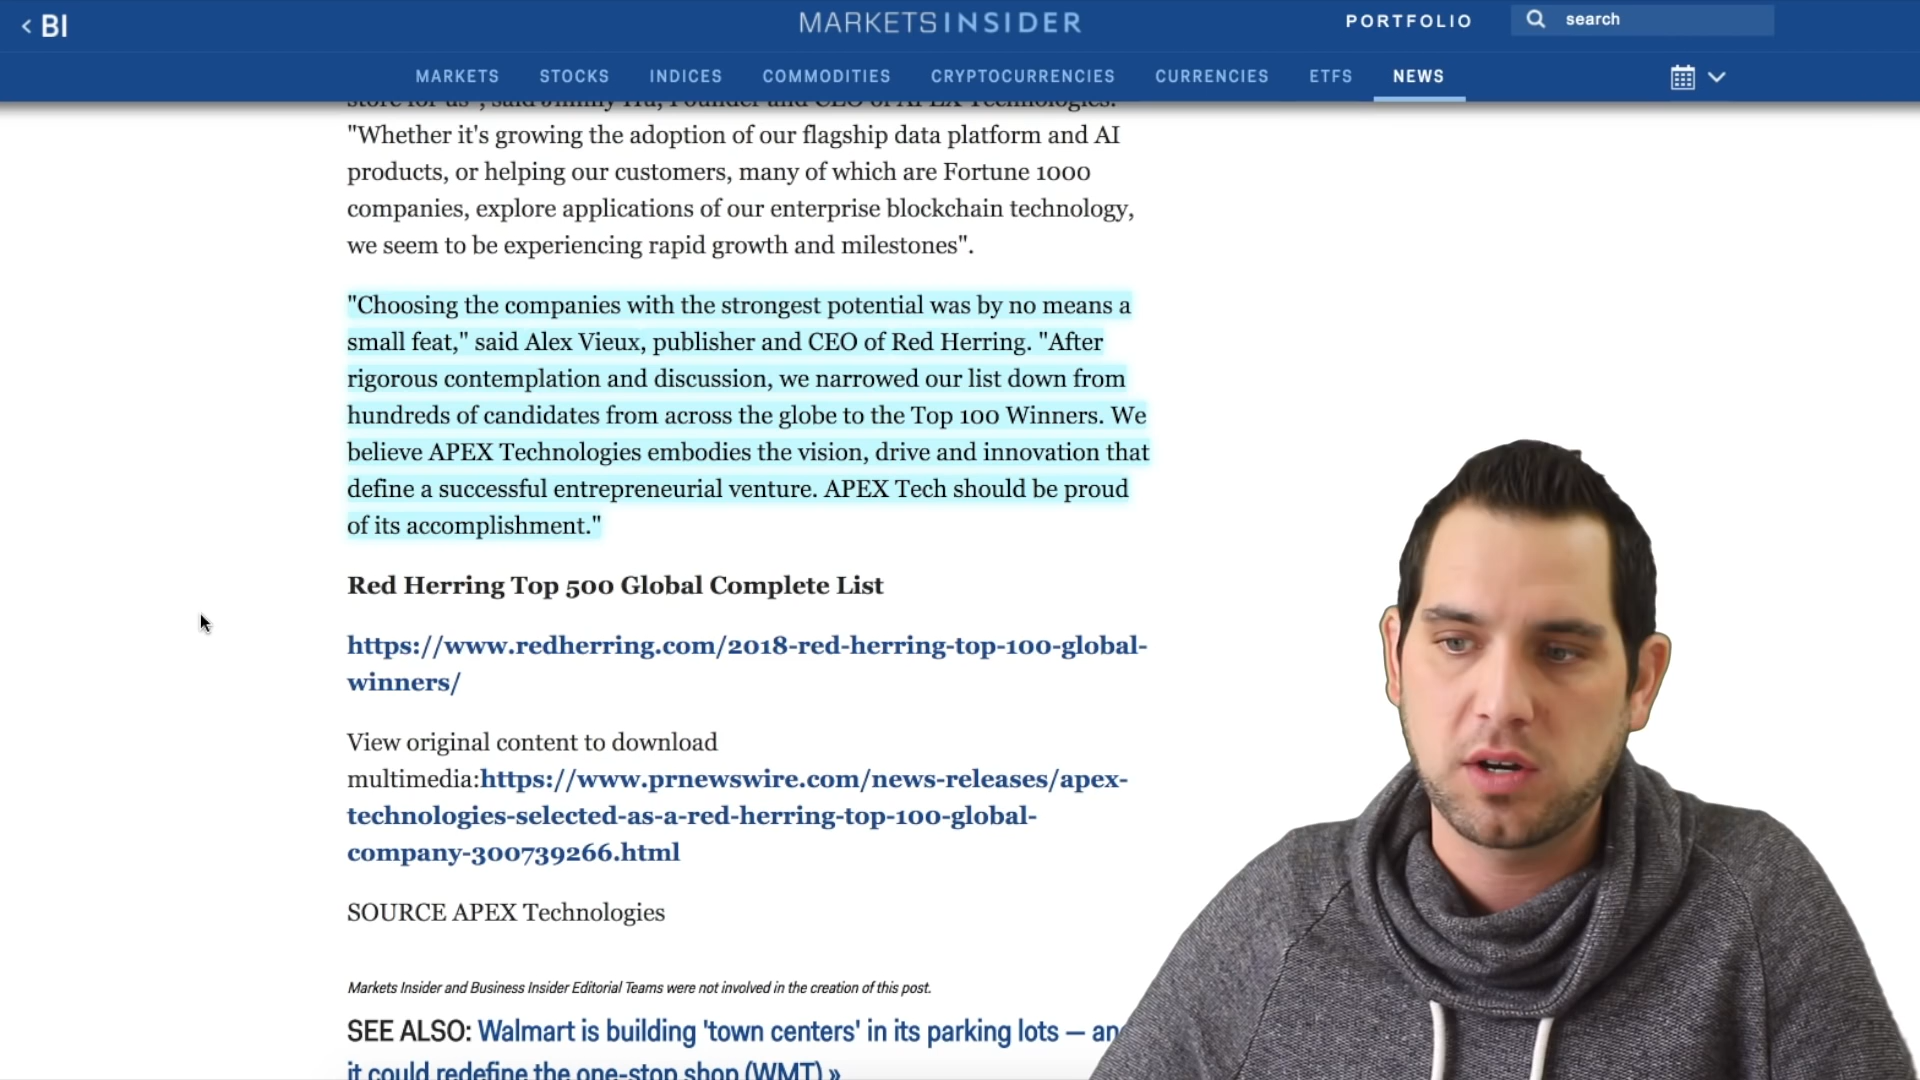 BI
MARKETS INSIDER
PORTFOLIO
search
MARKETS STOCKS INDICES COMMODITIES CRYPTOCURRENCIES CURRENCIES ETFS NEWS
store for us", said Jimmy Hu, Founder and CEO of APEX Technologies.
"Whether it's growing the adoption of our flagship data platform and AI
products, or helping our customers, many of which are Fortune 1000
companies, explore applications of our enterprise blockchain technology,
we seem to be experiencing rapid growth and milestones".
"Choosing the companies with the strongest potential was by no means a
small feat," said Alex Vieux, publisher and CEO of Red Herring. "After
rigorous contemplation and discussion, we narrowed our list down from
hundreds of candidates from across the globe to the Top 100 Winners. We
believe APEX Technologies embodies the vision, drive and innovation that
define a successful entrepreneurial venture. APEX Tech should be proud
of its accomplishment."
Red Herring Top 500 Global Complete List
https://www.redherring.com/2018-red-herring-top-100-global-
winners/
View original content to download
multimedia:https://www.prnewswire.com/news-releases/apex-
technologies-selected-as-a-red-herring-top-100-global-
company-300739266.html
SOURCE APEX Technologies
Markets Insider and Business Insider Editorial Teams were not involved in the creation of this post.
SEE ALSO: Walmart is building 'town centers' in its parking lots — an
it could redefine the one-stop shop (WMT) »